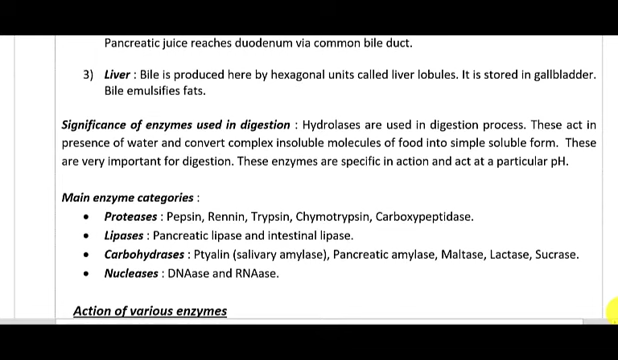 Pancreatic juice reaches duodenum via common bile duct.
3) Liver : Bile is produced here by hexagonal units called liver lobules. It is stored in gallbladder.
Bile emulsifies fats.
Significance of enzymes used in digestion : Hydrolases are used in digestion process. These act in
presence of water and convert complex insoluble molecules of food into simple soluble form. These
are very important for digestion. These enzymes are specific in action and act at a particular pH.
Main enzyme categories :
• Proteases : Pepsin, Rennin, Trypsin, Chymotrypsin, Carboxypeptidase.
• Lipases : Pancreatic lipase and intestinal lipase.
• Carbohydrases : Ptyalin (salivary amylase), Pancreatic amylase, Maltase, Lactase, Sucrase.
• Nucleases : DNAase and RNAase.
Action of various enzymes